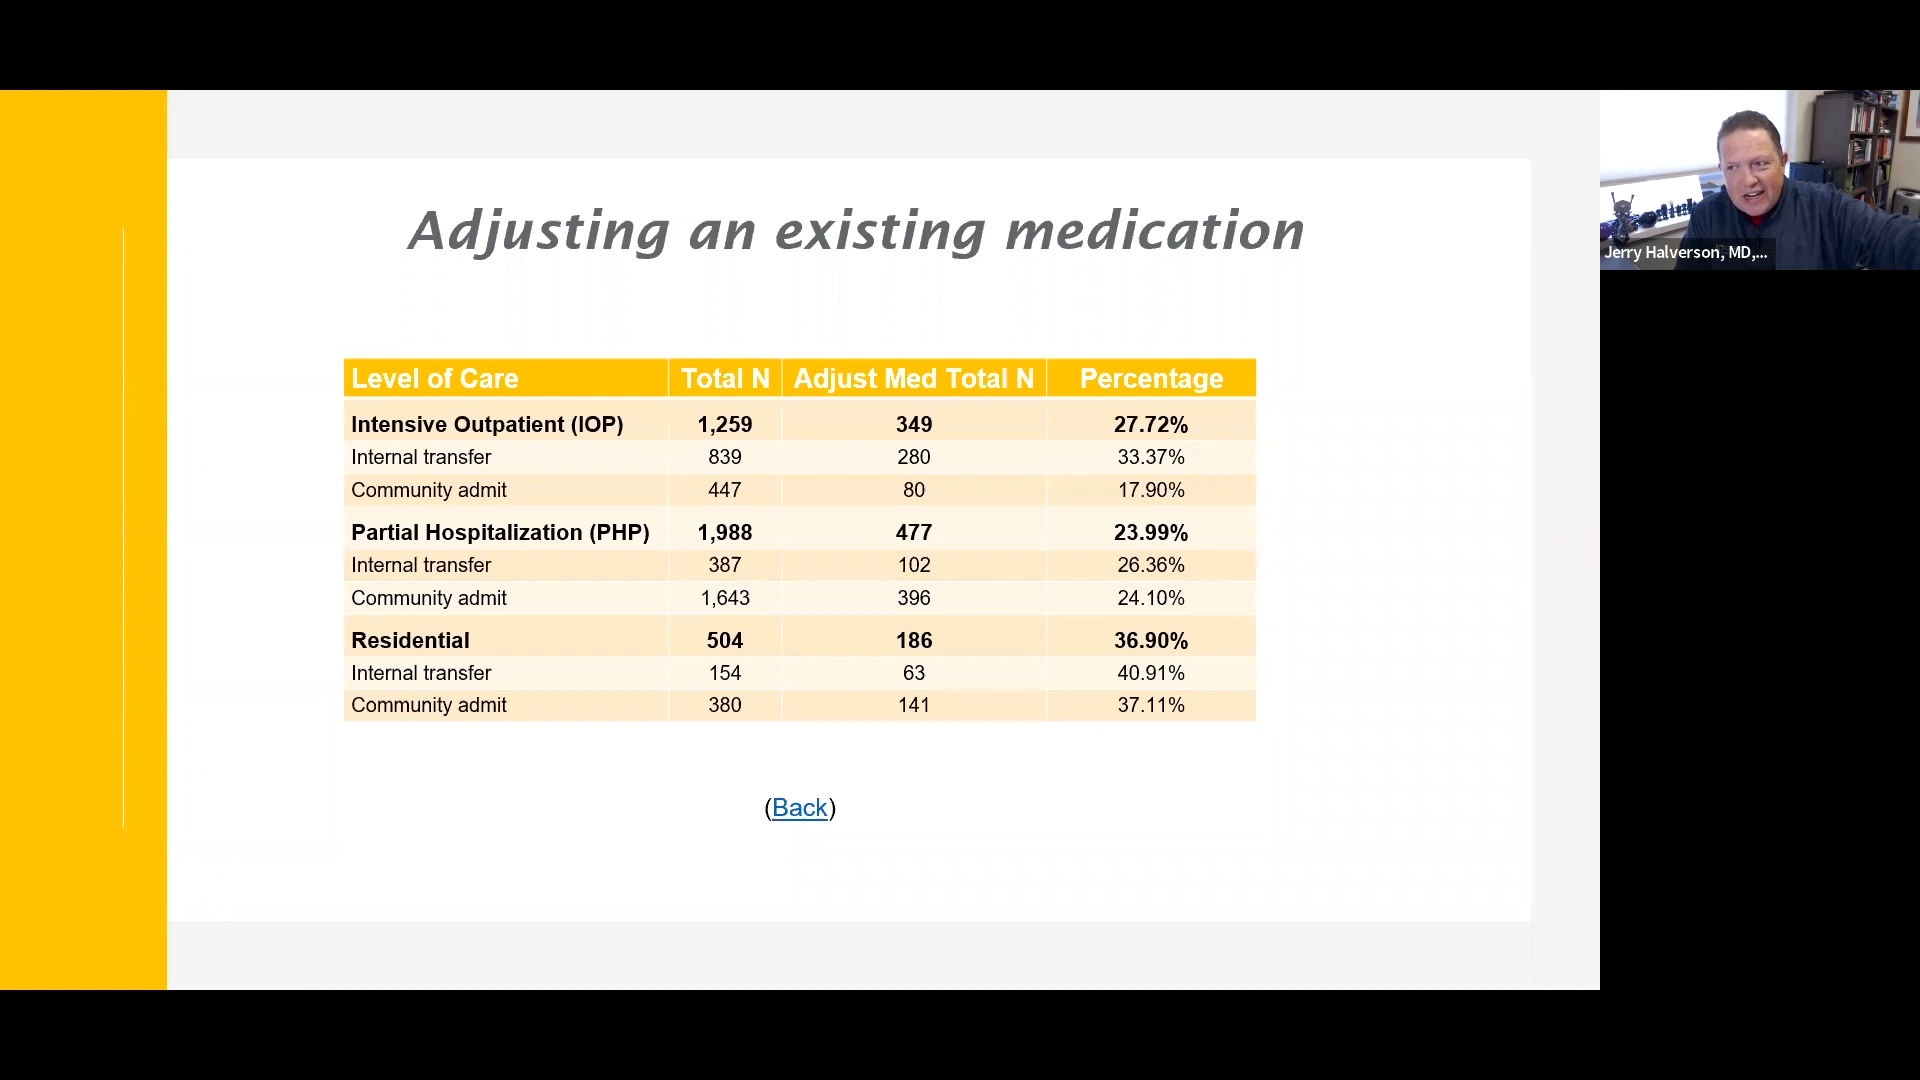 Adjusting an existing medication
Level of Care Total N Adjust Med Total N Percentage
Intensive Outpatient (IOP) 1,259 349 27.72%
Internal transfer 839 280 33.37%
Community admit 447 80 17.90%
Partial Hospitalization (PHP) 1,988 477 23.99%
Internal transfer 387 102 26.36%
Community admit 1,643 396 24.10%
Residential 504 186 36.90%
Internal transfer 154 63 40.91%
Community admit 380 141 37.11%
(Back)
Jerry Halverson, MD,...